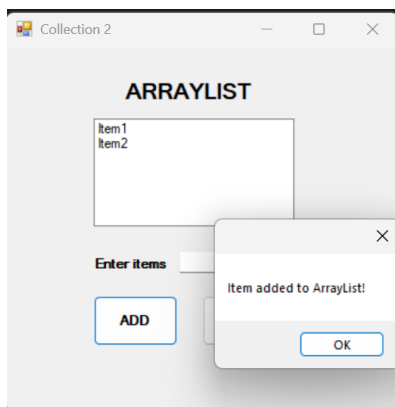 Collection 2
ARRAYLIST
Item1
Item2
Enter items
Item added to ArrayList!
ADD
OK